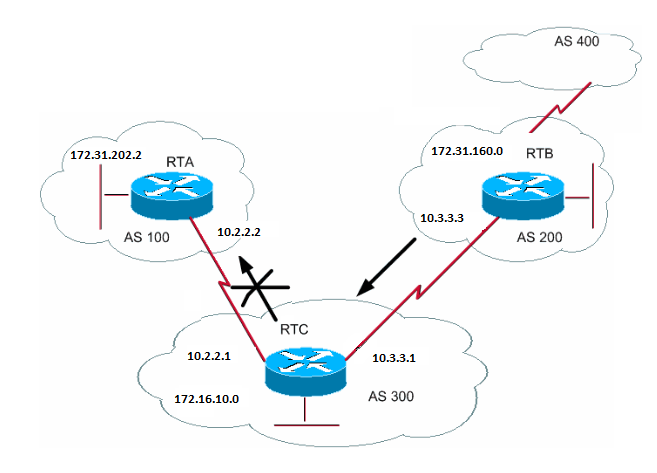 AS 400
172.31.202.2
RTA
172.31.160.0
RTB
10.2.2.2
AS 100
10.3.3.3
AS 200
RTC
10.2.2.1
10.3.3.1
172.16.10.0
AS 300